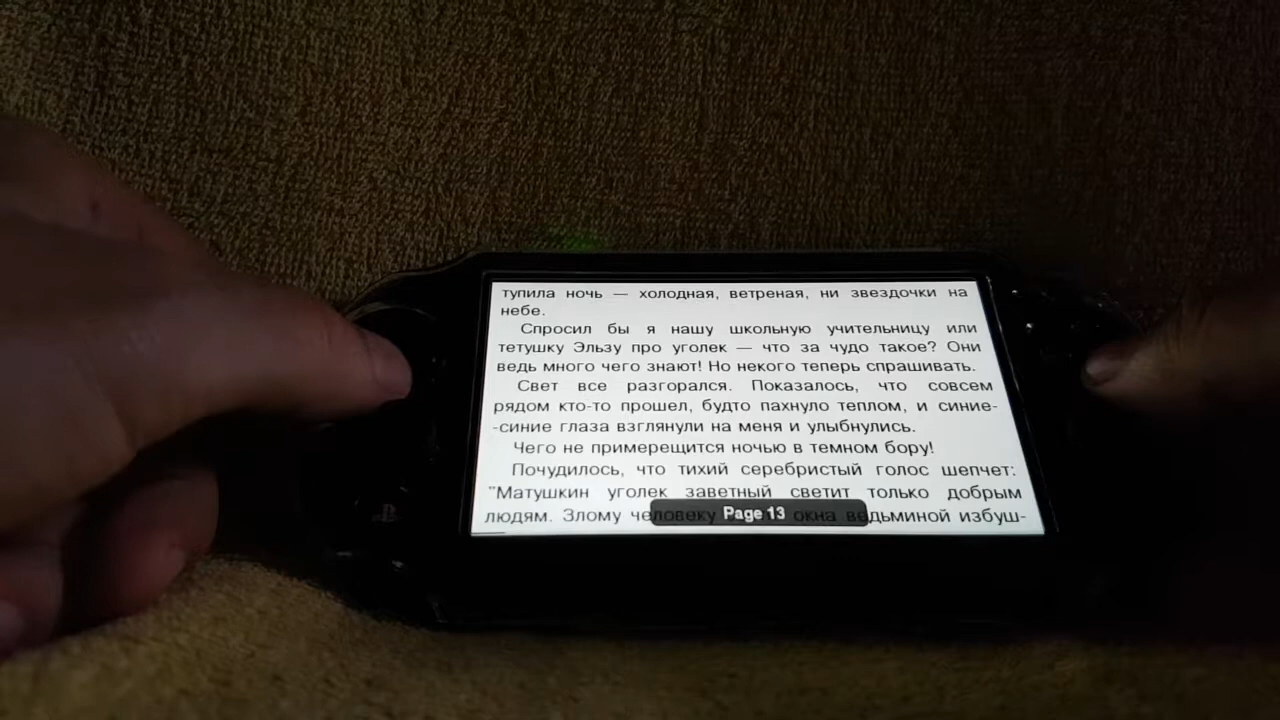 тупила ночь — холодная, ветреная, ни звездочки на
небе.
Спросил бы я нашу школьную учительницу или
тетушку Эльзу про уголек — что за чудо такое? Они
ведь много чего знают! Но некого теперь спрашивать.
Свет все разгорался. Показалось, что совсем
рядом кто-то прошел, будто пахнуло теплом, и синие-
-синие глаза взглянули на меня и улыбнулись.
Чего не примерещится ночью в темном бору!
Почудилось, что тихий серебристый голос шепчет:
"Матушкин уголек заветный светит только добрым
людям. Злому человеку окна ведьминой избуш-
Page 13